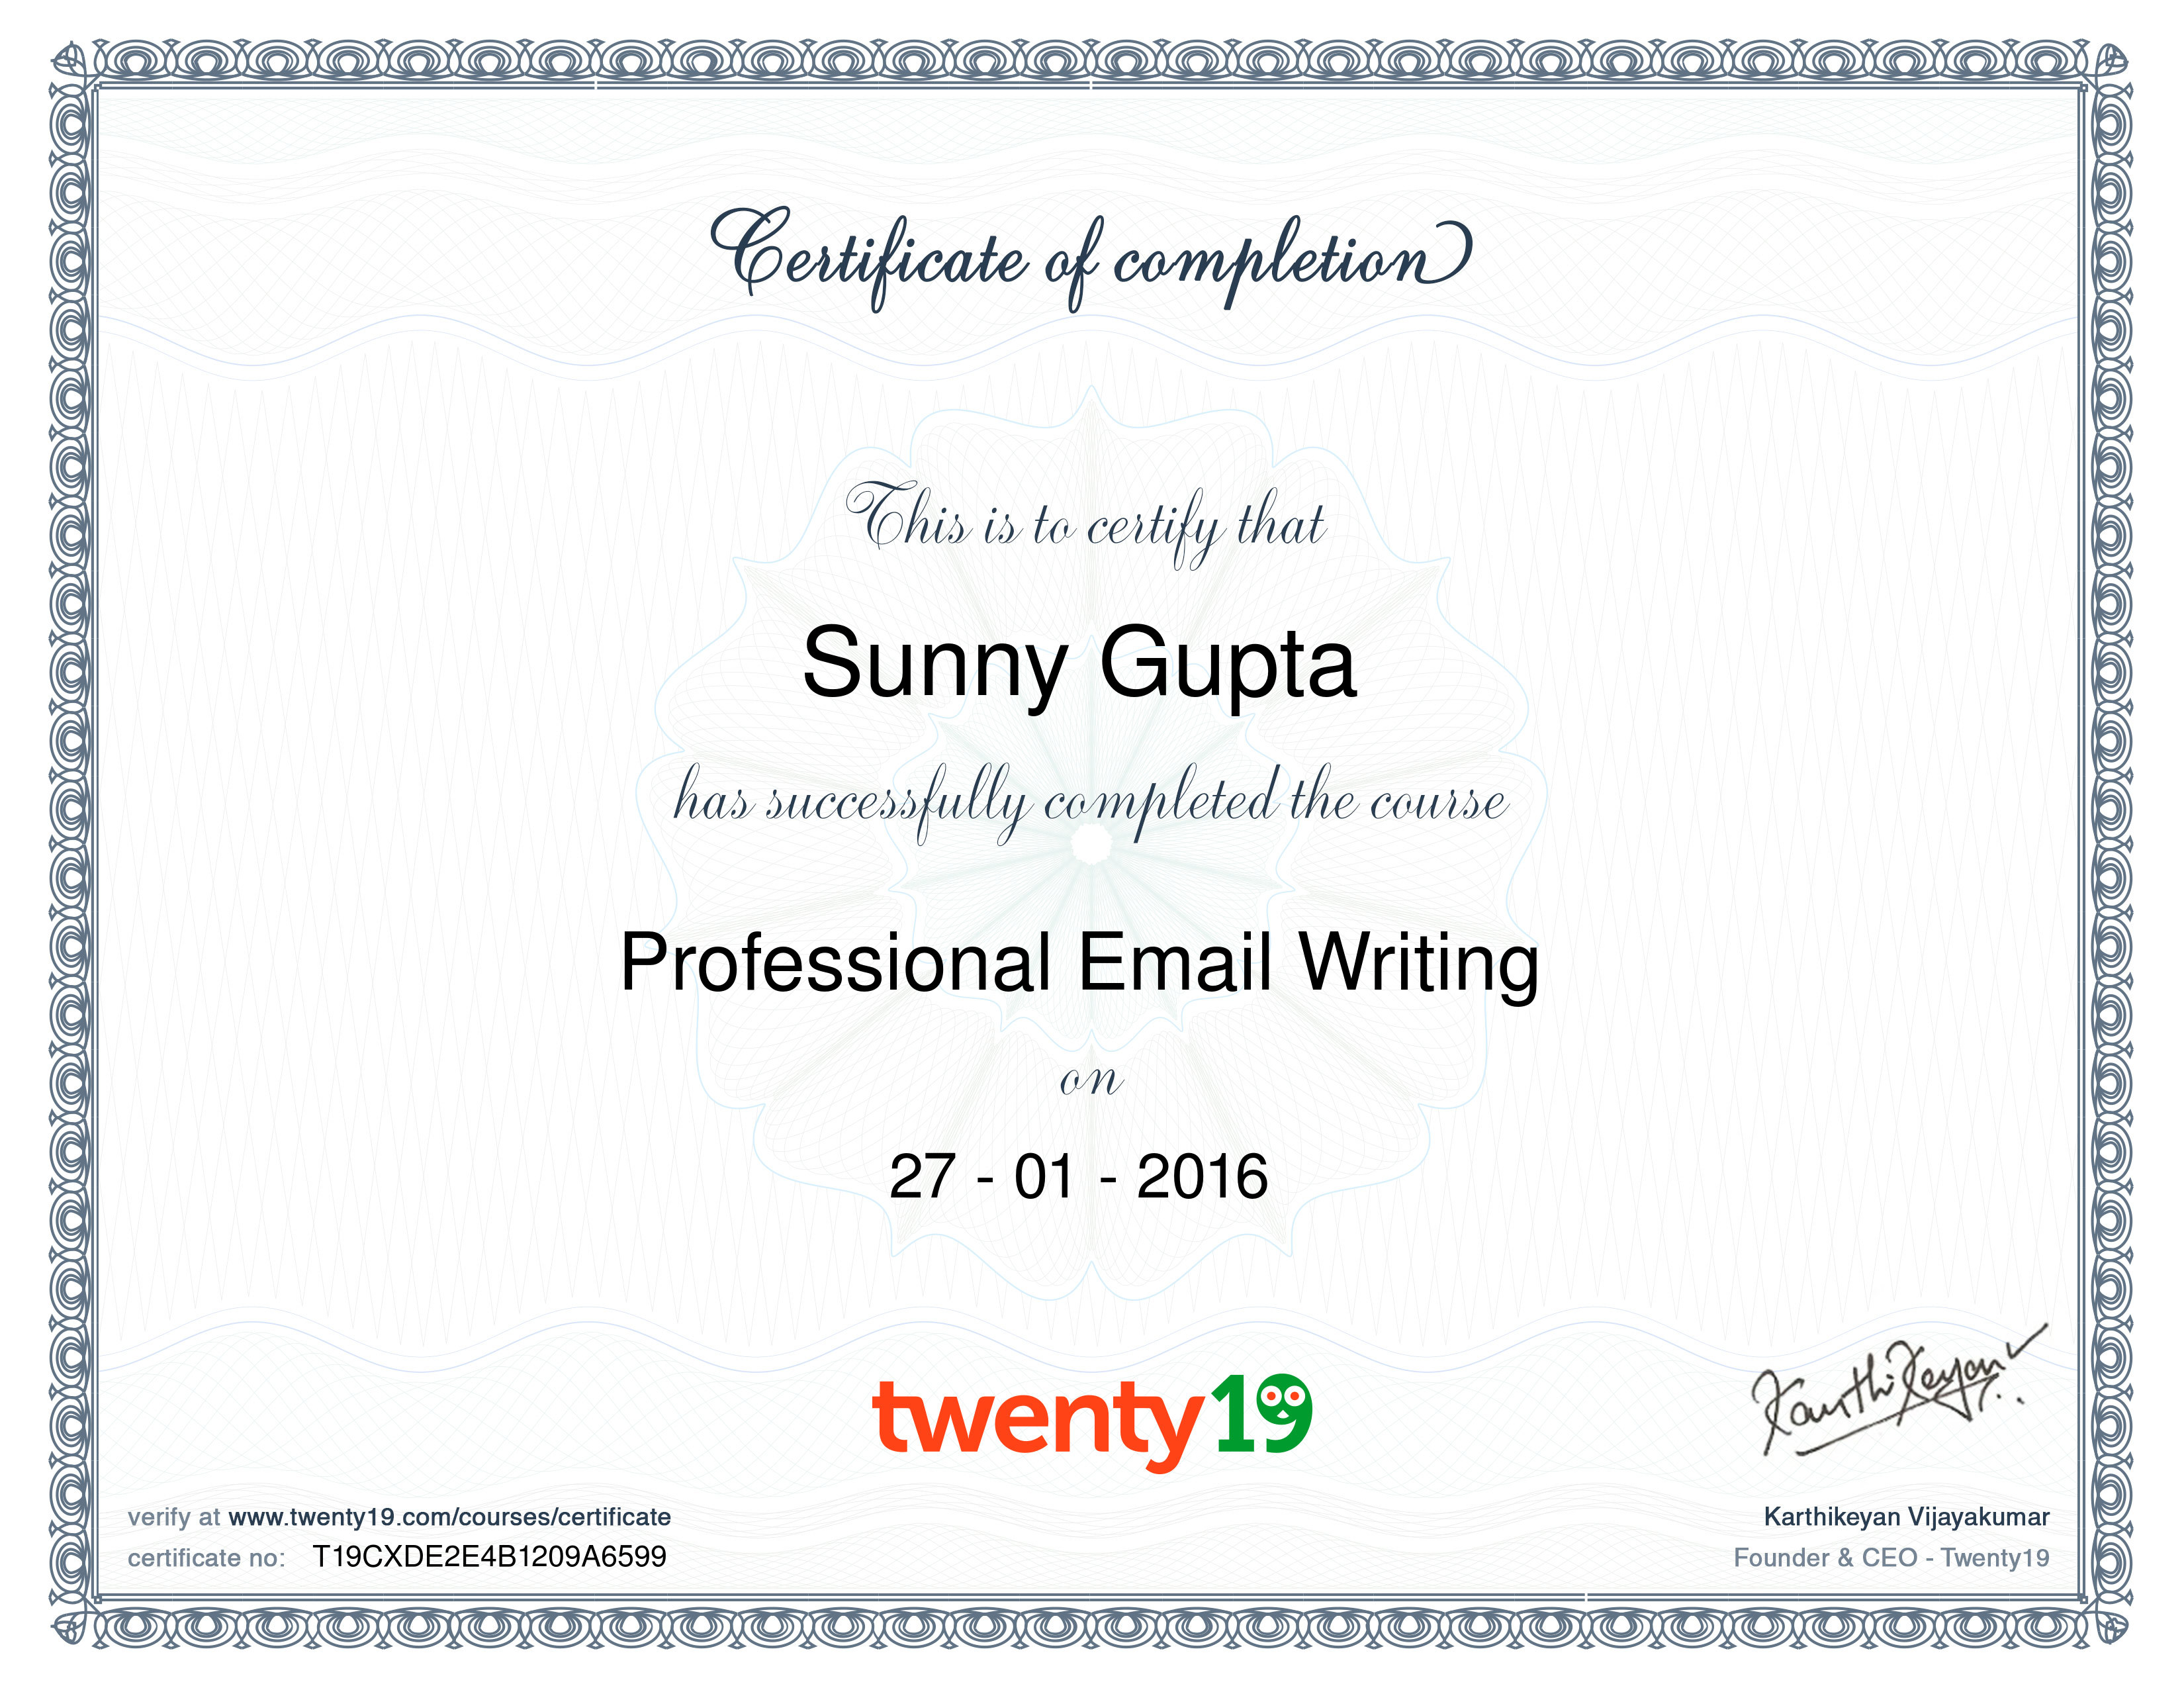 Certificate of completion
This is to certify that
Sunny Gupta
has successfully completed the course
Professional Email Writing
on
27 - 01 - 2016
twenty19
Karthikeyan
verify at www.twenty19.com/courses/certificate
certificate no: T19CXDE2E4B1209A6599
Karthikeyan Vijayakumar
Founder & CEO - Twenty19